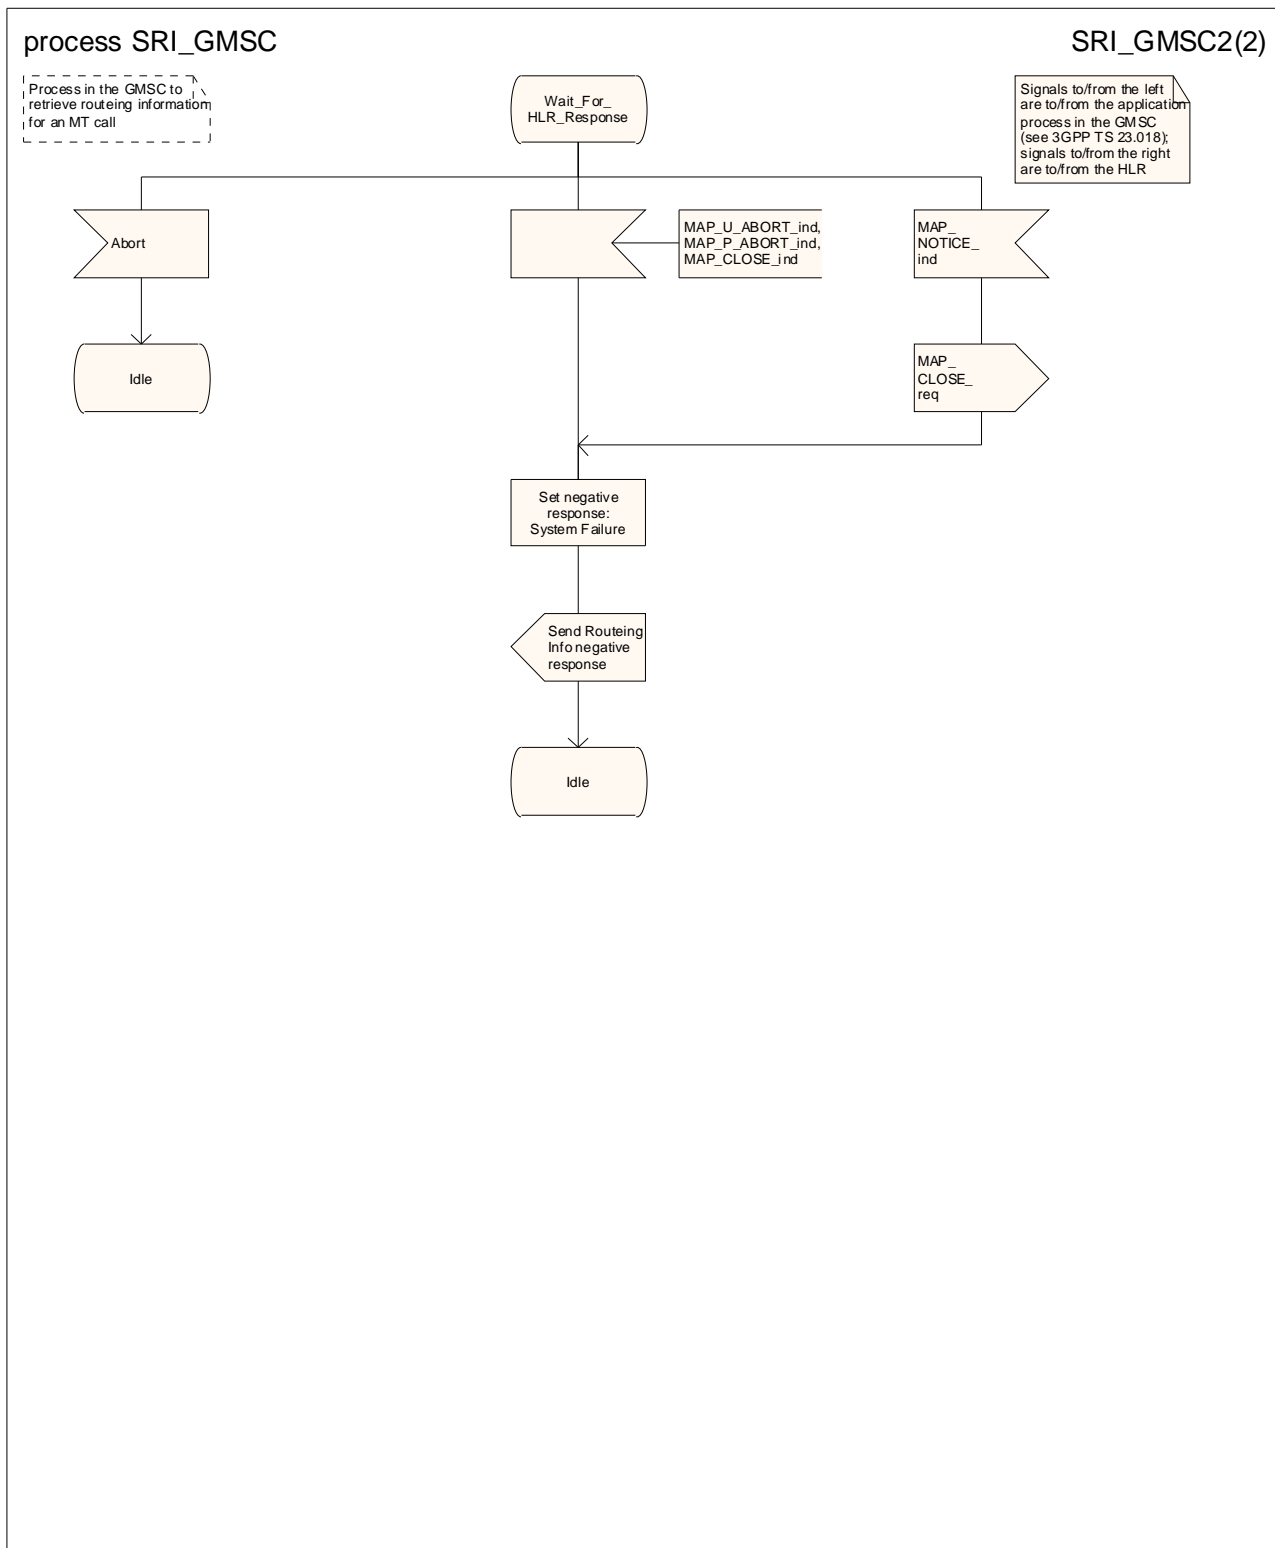 process SRI_GMSC
SRI_GMSC2(2)
Process in the GMSC to
retrieve routeing information
for an MT call
Wait_For_
HLR_Response
Signals to/from the left
are to/from the application
process in the GMSC
(see 3GPP TS 23.018);
signals to/from the right
are to/from the HLR
Abort
MAP_U_ABORT_ind,
MAP_P_ABORT_ind,
MAP_CLOSE_ind
MAP_
NOTICE_
ind
Idle
MAP_
CLOSE_
req
Set negative
response:
System Failure
Send Routeing
Info negative
response
Idle